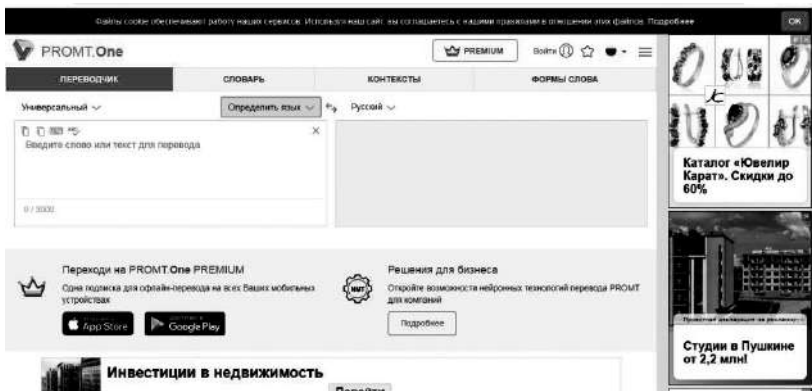 Файлы cookie обеспечивают работу наших сервисов. Используя наш сайт, вы соглашаетесь с нашими правилами в отношении этих файлов. Подробнее
OK
PROMT.One
PREMIUM
Войти
ПЕРЕВОДЧИК
СЛОВАРЬ
КОНТЕКСТЫ
ФОРМЫ СЛОВА
Универсальный
Определить язык
Русский
Введите слово или текст для перевода
Переходи на PROMT.One PREMIUM
Одна подписка для офлайн-перевода на всех Ваших мобильных
устройствах
App Store
Google Play
NMT
Решения для бизнеса
Откройте возможности нейронных технологий перевода PROMT
для компаний
Подробнее
Инвестиции в недвижимость
Перейти
Каталог «Ювелир
Карат». Скидки до
60%
Студии в Пушкине
от 2,2 млн!